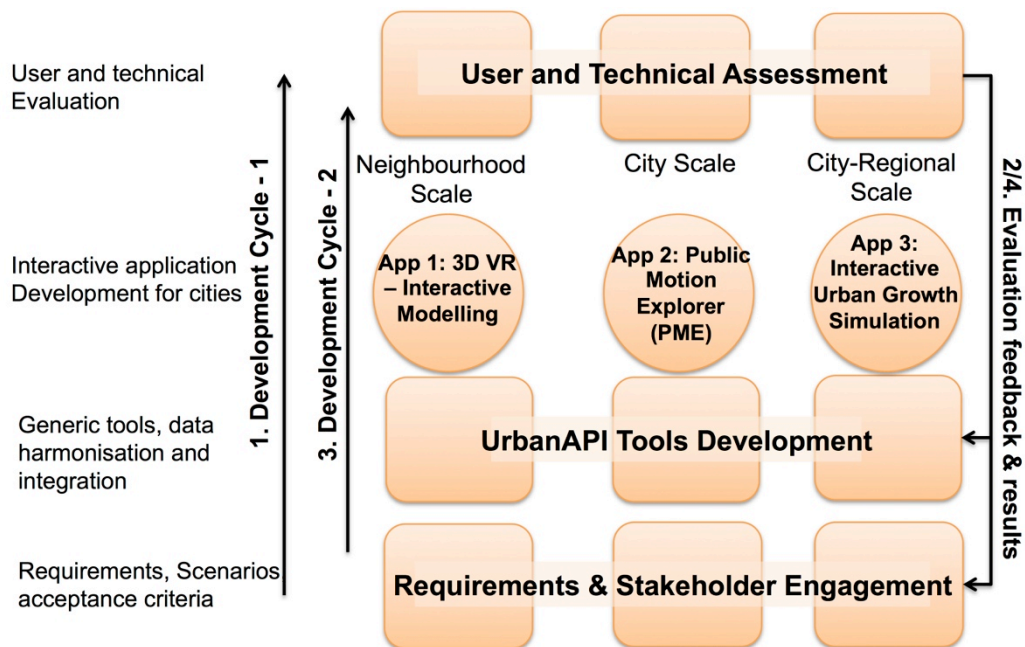 User and Technical Assessment
User and technical
Evaluation
Neighbourhood
Scale
City Scale
City-Regional
Scale
1. Development Cycle - 1
3. Development Cycle - 2
2/4. Evaluation feedback & results
Interactive application
Development for cities
App 1: 3D VR
– Interactive
Modelling
App 2: Public
Motion
Explorer
(PME)
App 3:
Interactive
Urban Growth
Simulation
Generic tools, data
harmonisation and
integration
UrbanAPI Tools Development
Requirements, Scenarios
acceptance criteria
Requirements & Stakeholder Engagement